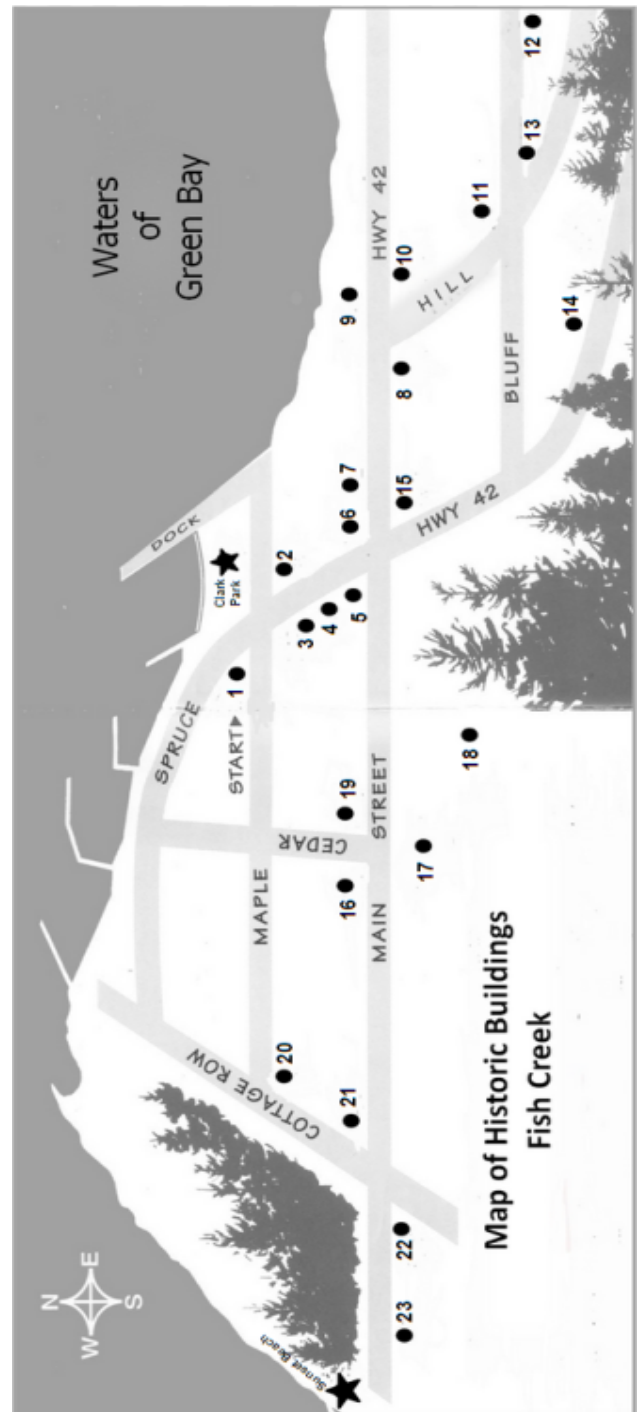 Waters
of
Green Bay
N
W
E
S
Sunset Beach
Clark
Park
DOCK
SPRUCE
START
MAPLE
CEDAR
COTTAGE ROW
MAIN
STREET
HWY 42
HWY 42
HILL
BLUFF
1
2
3
4
5
6
7
8
9
10
11
12
13
14
15
16
17
18
19
20
21
22
23
Map of Historic Buildings
Fish Creek